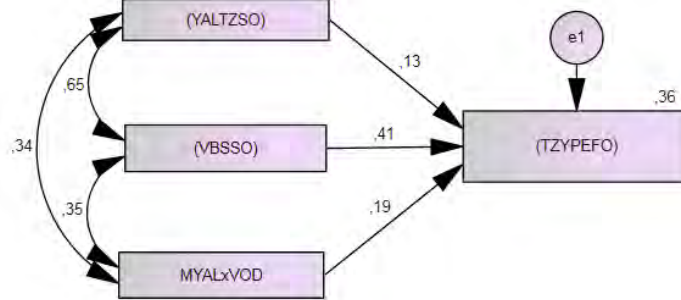 (YALTZSO)
e1
,13
,36
,65
,34
(VBSSO)
,41
(TZYPEFO)
,35
,19
MYALxVOD